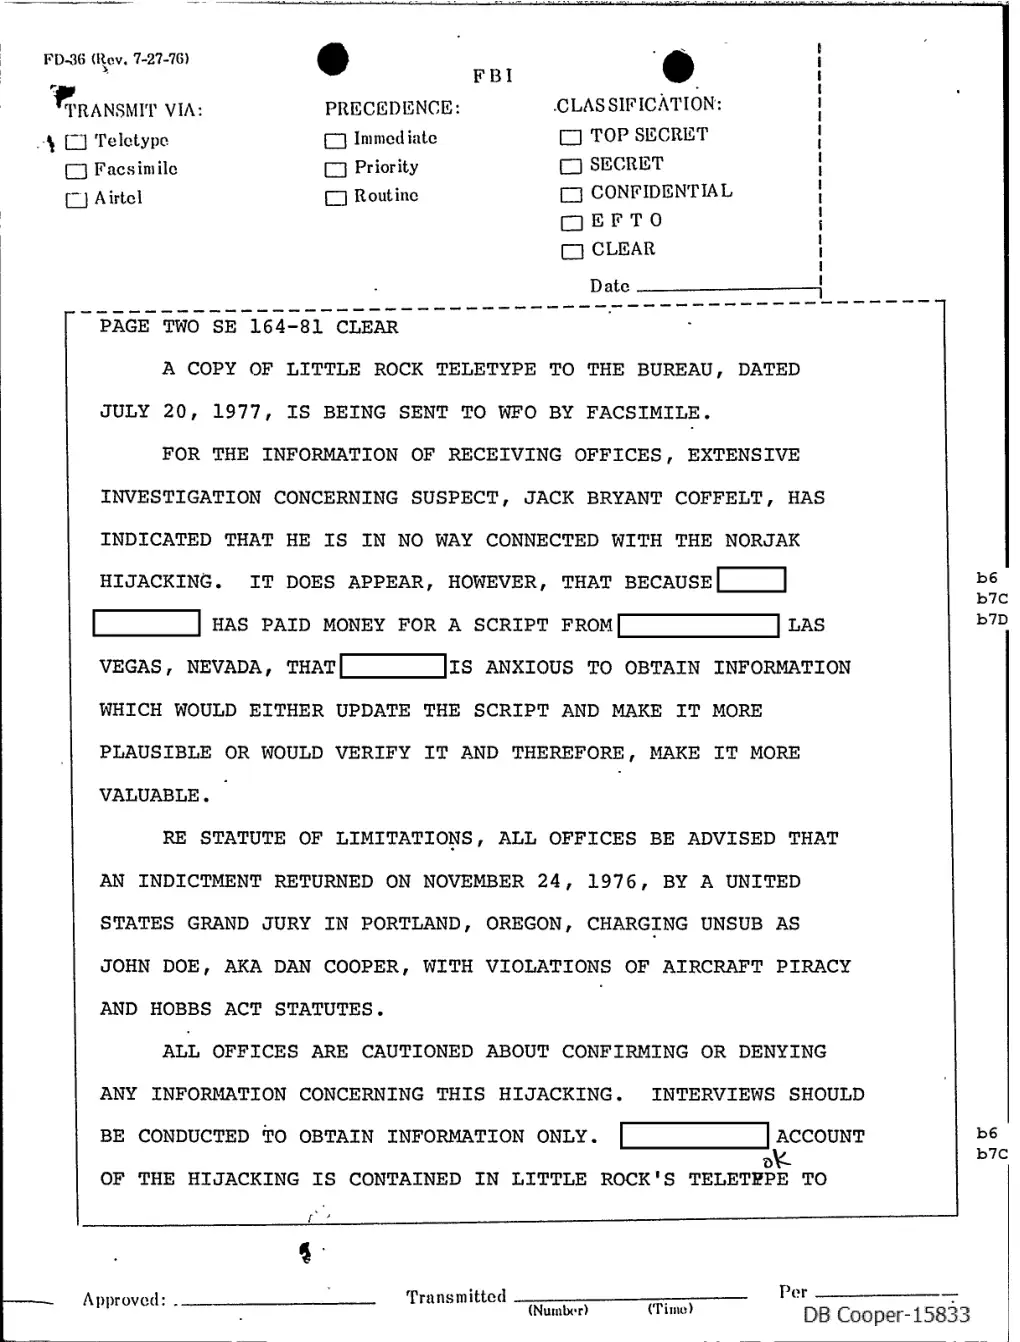 FD-36 (Rev. 7-27-76)
FBI
TRANSMIT VIA: PRECEDENCE: CLASSIFICATION:
Teletype Immediate TOP SECRET
Facsimile Priority SECRET
Airtel Routine CONFIDENTIAL
E F T O
CLEAR
Date
PAGE TWO SE 164-81 CLEAR
A COPY OF LITTLE ROCK TELETYPE TO THE BUREAU, DATED
JULY 20, 1977, IS BEING SENT TO WFO BY FACSIMILE.
FOR THE INFORMATION OF RECEIVING OFFICES, EXTENSIVE
INVESTIGATION CONCERNING SUSPECT, JACK BRYANT COFFELT, HAS
INDICATED THAT HE IS IN NO WAY CONNECTED WITH THE NORJAK
HIJACKING. IT DOES APPEAR, HOWEVER, THAT BECAUSE b6
b7C
HAS PAID MONEY FOR A SCRIPT FROM LAS b7D
VEGAS, NEVADA, THAT IS ANXIOUS TO OBTAIN INFORMATION
WHICH WOULD EITHER UPDATE THE SCRIPT AND MAKE IT MORE
PLAUSIBLE OR WOULD VERIFY IT AND THEREFORE, MAKE IT MORE
VALUABLE.
RE STATUTE OF LIMITATIONS, ALL OFFICES BE ADVISED THAT
AN INDICTMENT RETURNED ON NOVEMBER 24, 1976, BY A UNITED
STATES GRAND JURY IN PORTLAND, OREGON, CHARGING UNSUB AS
JOHN DOE, AKA DAN COOPER, WITH VIOLATIONS OF AIRCRAFT PIRACY
AND HOBBS ACT STATUTES.
ALL OFFICES ARE CAUTIONED ABOUT CONFIRMING OR DENYING
ANY INFORMATION CONCERNING THIS HIJACKING. INTERVIEWS SHOULD
BE CONDUCTED TO OBTAIN INFORMATION ONLY. ACCOUNT b6
b7C
ok
OF THE HIJACKING IS CONTAINED IN LITTLE ROCK'S TELETYPE TO
Approved: Transmitted Per
(Number) (Time)
DB Cooper-15833